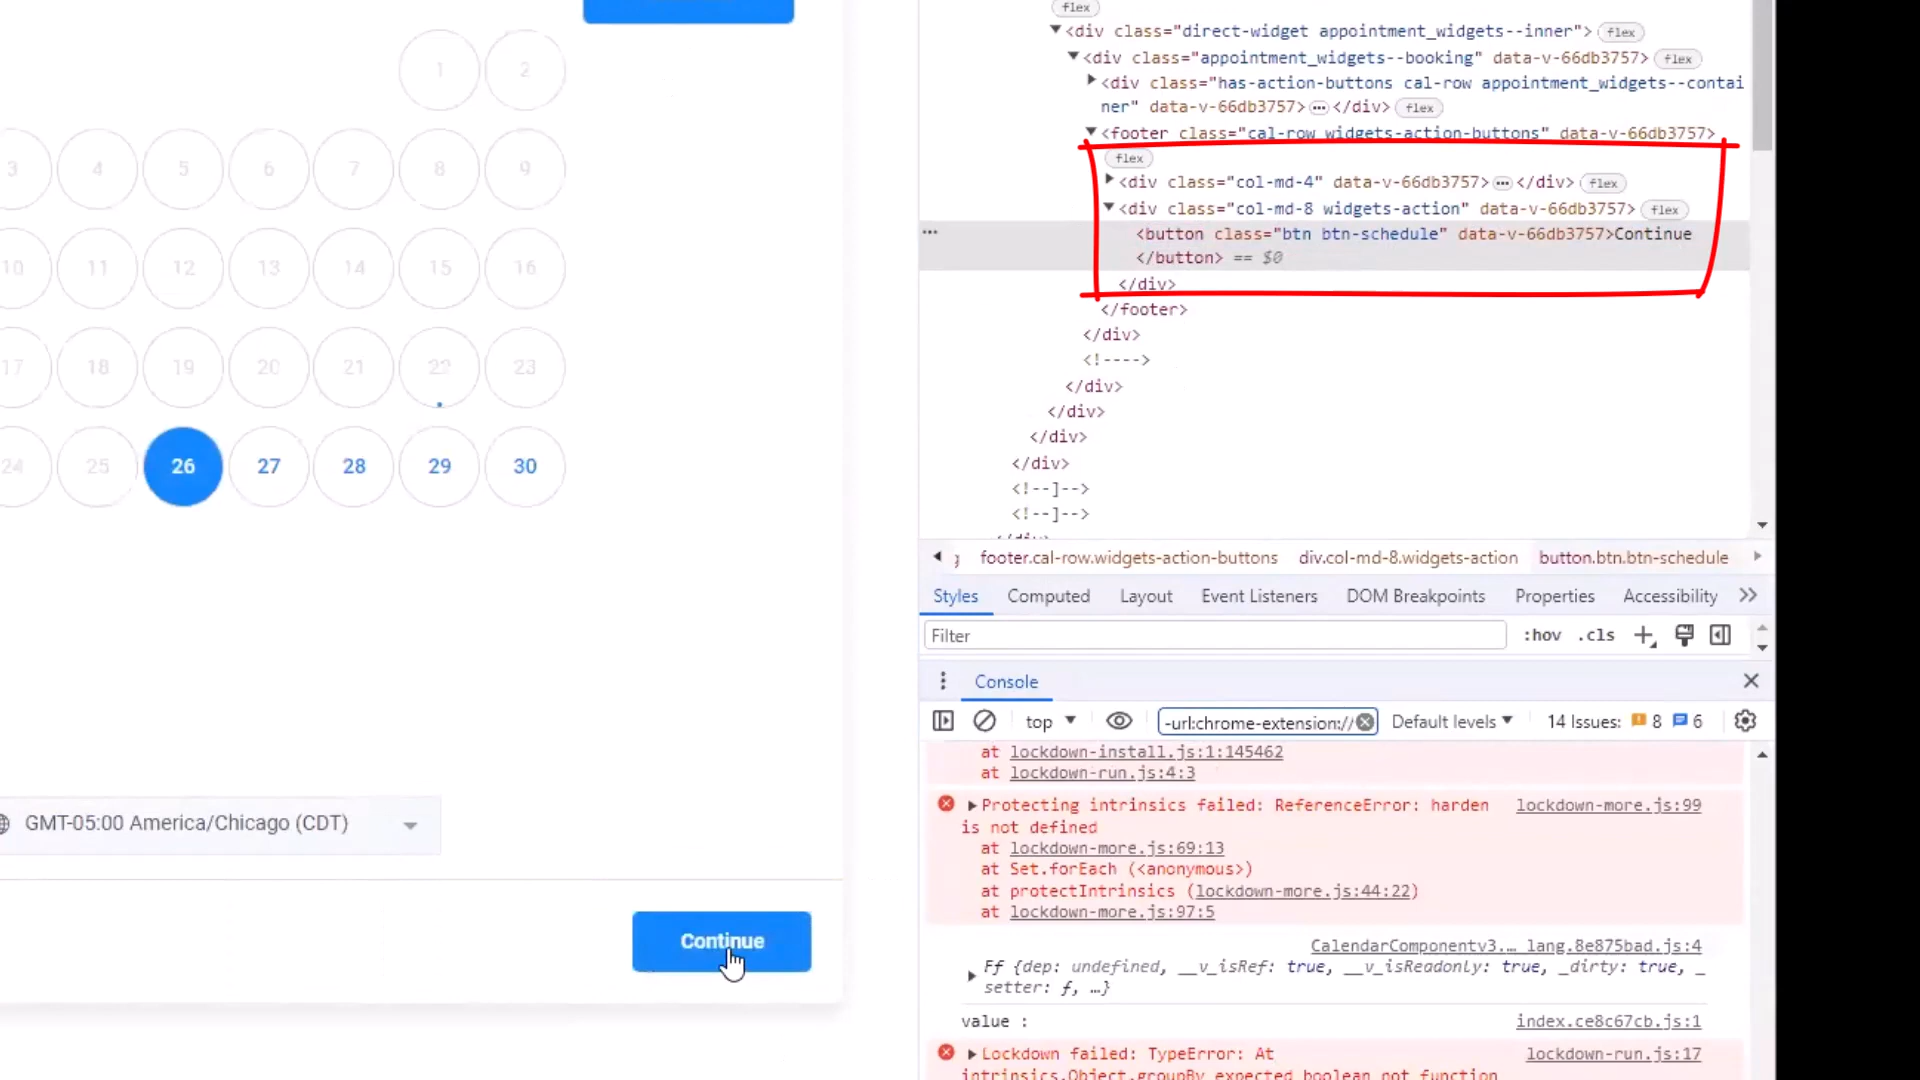 1 2
3 4 5 6 7 8 9
10 11 12 13 14 15 16
17 18 19 20 21 22 23
24 25 26 27 28 29 30
GMT-05:00 America/Chicago (CDT)
Continue
flex
<div class="direct-widget appointment_widgets--inner"> flex
<div class="appointment_widgets--booking" data-v-66db3757> flex
<div class="has-action-buttons cal-row appointment_widgets--contai
ner" data-v-66db3757> ••• </div> flex
<footer class="cal-row widgets-action-buttons" data-v-66db3757>
flex
<div class="col-md-4" data-v-66db3757> ••• </div> flex
<div class="col-md-8 widgets-action" data-v-66db3757> flex
<button class="btn btn-schedule" data-v-66db3757>Continue
</button> == $0
</div>
</footer>
</div>
<!---->
</div>
</div>
</div>
</div>
<!--]-->
<!--]-->
footer.cal-row.widgets-action-buttons div.col-md-8.widgets-action button.btn.btn-schedule
Styles Computed Layout Event Listeners DOM Breakpoints Properties Accessibility
Filter :hov .cls
Console
top -url:chrome-extension:// Default levels 14 Issues: 8 6
at lockdown-install.js:1:145462
at lockdown-run.js:4:3
Protecting intrinsics failed: ReferenceError: harden lockdown-more.js:99
is not defined
at lockdown-more.js:69:13
at Set.forEach (<anonymous>)
at protectIntrinsics (lockdown-more.js:44:22)
at lockdown-more.js:97:5
CalendarComponentv3.… lang.8e875bad.js:4
Ff {dep: undefined, __v_isRef: true, __v_isReadonly: true, _dirty: true, _
setter: ƒ, …}
value : index.ce8c67cb.js:1
Lockdown failed: TypeError: At lockdown-run.js:17
intrinsics.Object.groupBy expected boolean not function